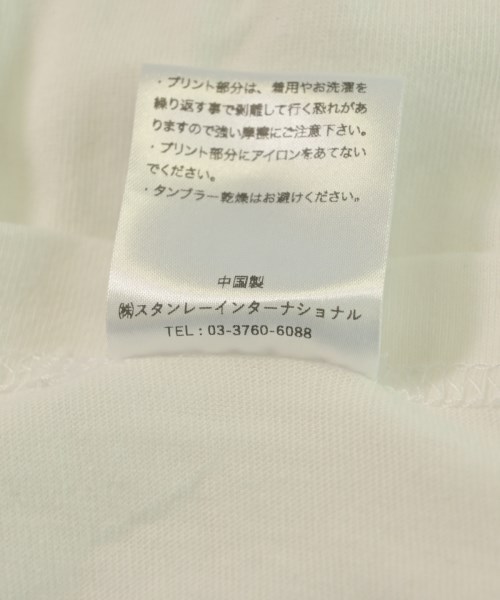 ・プリント部分は、着用やお洗濯を
繰り返す事で剥離して行く恐れがあ
りますので強い摩擦にご注意下さい。
・プリント部分にアイロンをあてない
でください。
・タンブラー乾燥はお避けください。
中国製
㈱スタンレーインターナショナル
TEL : 03-3760-6088